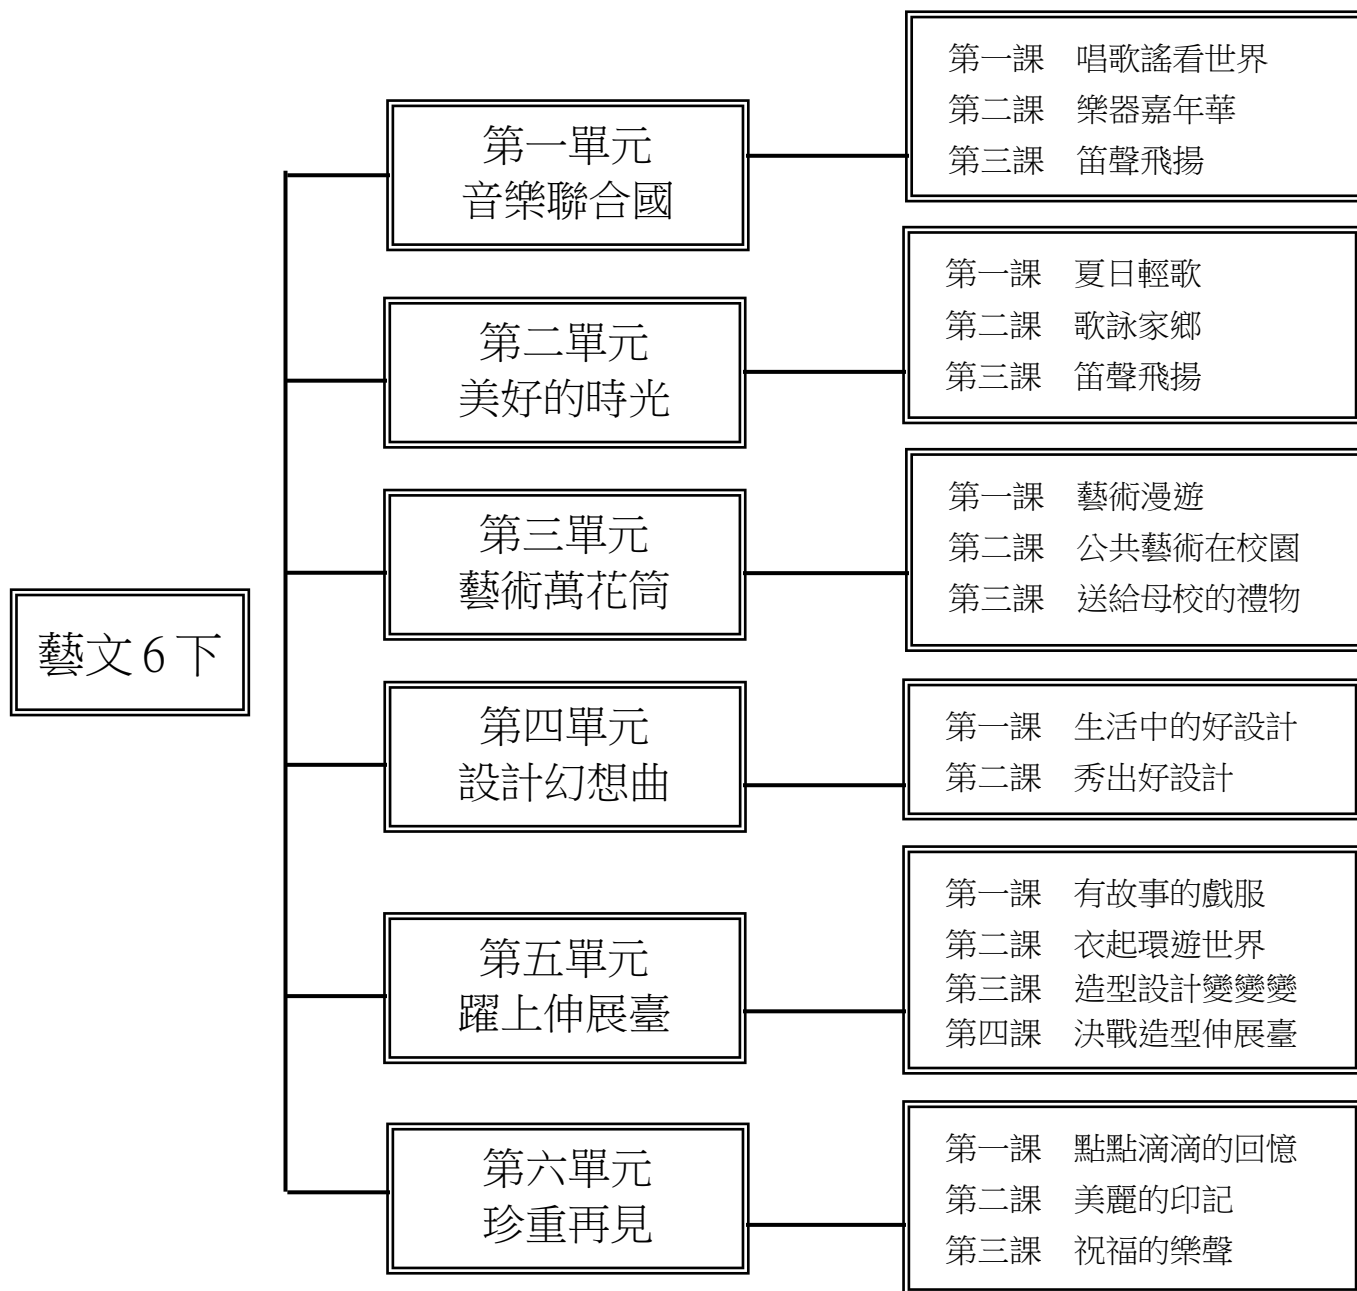 藝文6下
第一單元
音樂聯合國
第一課　唱歌謠看世界
第二課　樂器嘉年華
第三課　笛聲飛揚
第二單元
美好的時光
第一課　夏日輕歌
第二課　歌詠家鄉
第三課　笛聲飛揚
第三單元
藝術萬花筒
第一課　藝術漫遊
第二課　公共藝術在校園
第三課　送給母校的禮物
第四單元
設計幻想曲
第一課　生活中的好設計
第二課　秀出好設計
第五單元
躍上伸展臺
第一課　有故事的戲服
第二課　衣起環遊世界
第三課　造型設計變變變
第四課　決戰造型伸展臺
第六單元
珍重再見
第一課　點點滴滴的回憶
第二課　美麗的印記
第三課　祝福的樂聲